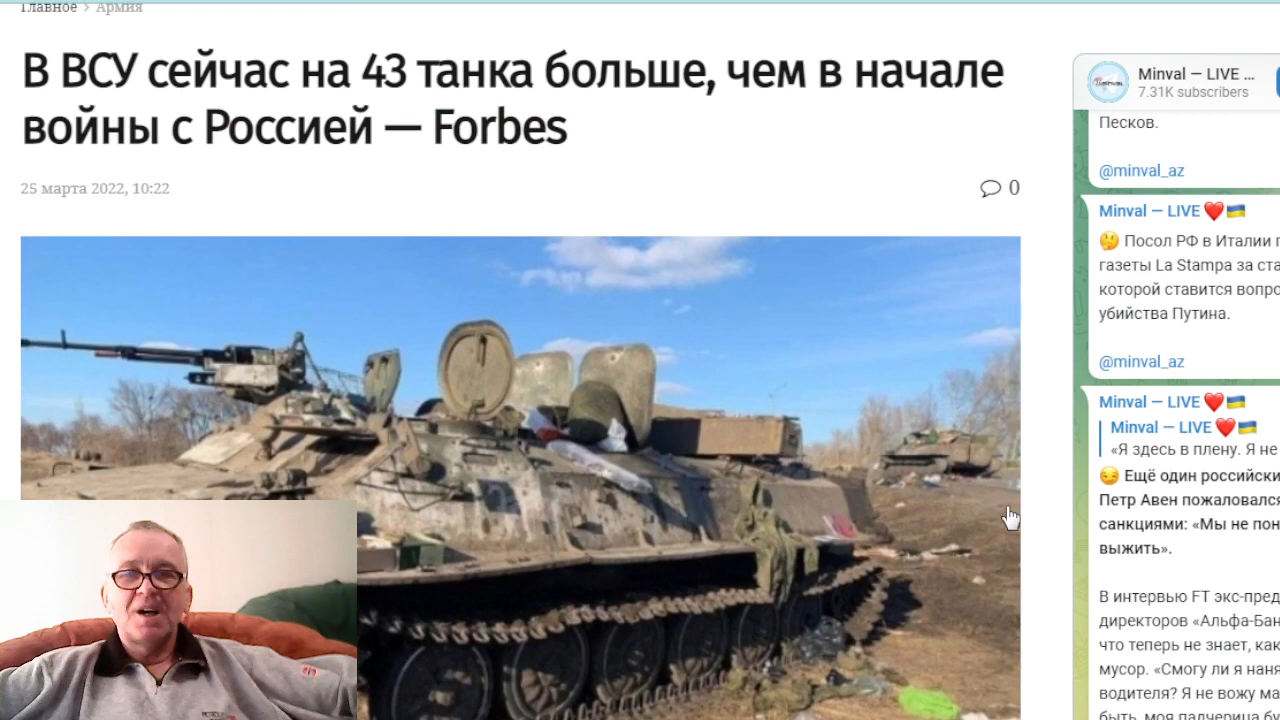 Главное > Армия
В ВСУ сейчас на 43 танка больше, чем в начале
войны с Россией — Forbes
25 марта 2022, 10:22
0
Minval — LIVE ...
7.31K subscribers
Песков.
@minval_az
Minval — LIVE ❤️🇺🇦
🤔 Посол РФ в Италии п
газеты La Stampa за ста
которой ставится вопро
убийства Путина.
@minval_az
Minval — LIVE ❤️🇺🇦
Minval — LIVE ❤️🇺🇦
«Я здесь в плену. Я не
😏 Ещё один российски
Петр Авен пожаловался
санкциями: «Мы не пон
выжить».
В интервью FT экс-пред
директоров «Альфа-Бан
что теперь не знает, как
мусор. «Смогу ли я наня
водителя? Я не вожу ма
быть, моя падчерица бу